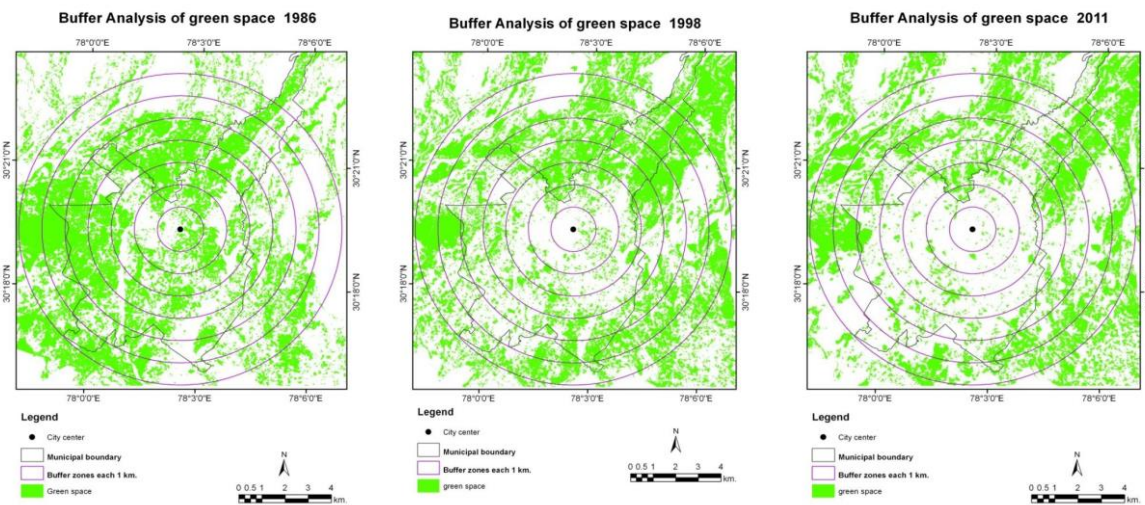 Buffer Analysis of green space 1986
78°0'0"E 78°3'0"E 78°6'0"E
30°21'0"N
30°18'0"N
30°21'0"N
30°18'0"N
78°0'0"E 78°3'0"E 78°6'0"E
Legend
City center
Municipal boundary
Buffer zones each 1 km.
Green space
N
0 0.5 1 2 3 4
km.
Buffer Analysis of green space 1998
78°0'0"E 78°3'0"E 78°6'0"E
30°21'0"N
30°18'0"N
30°21'0"N
30°18'0"N
78°0'0"E 78°3'0"E 78°6'0"E
Legend
City center
Municipal boundary
Buffer zones each 1 km.
green space
N
0 0.5 1 2 3 4
km.
Buffer Analysis of green space 2011
78°0'0"E 78°3'0"E 78°6'0"E
30°21'0"N
30°18'0"N
78°0'0"E 78°3'0"E 78°6'0"E
Legend
City center
Municipal boundary
Buffer zones each 1 km.
green space
N
0 0.5 1 2 3 4
km.